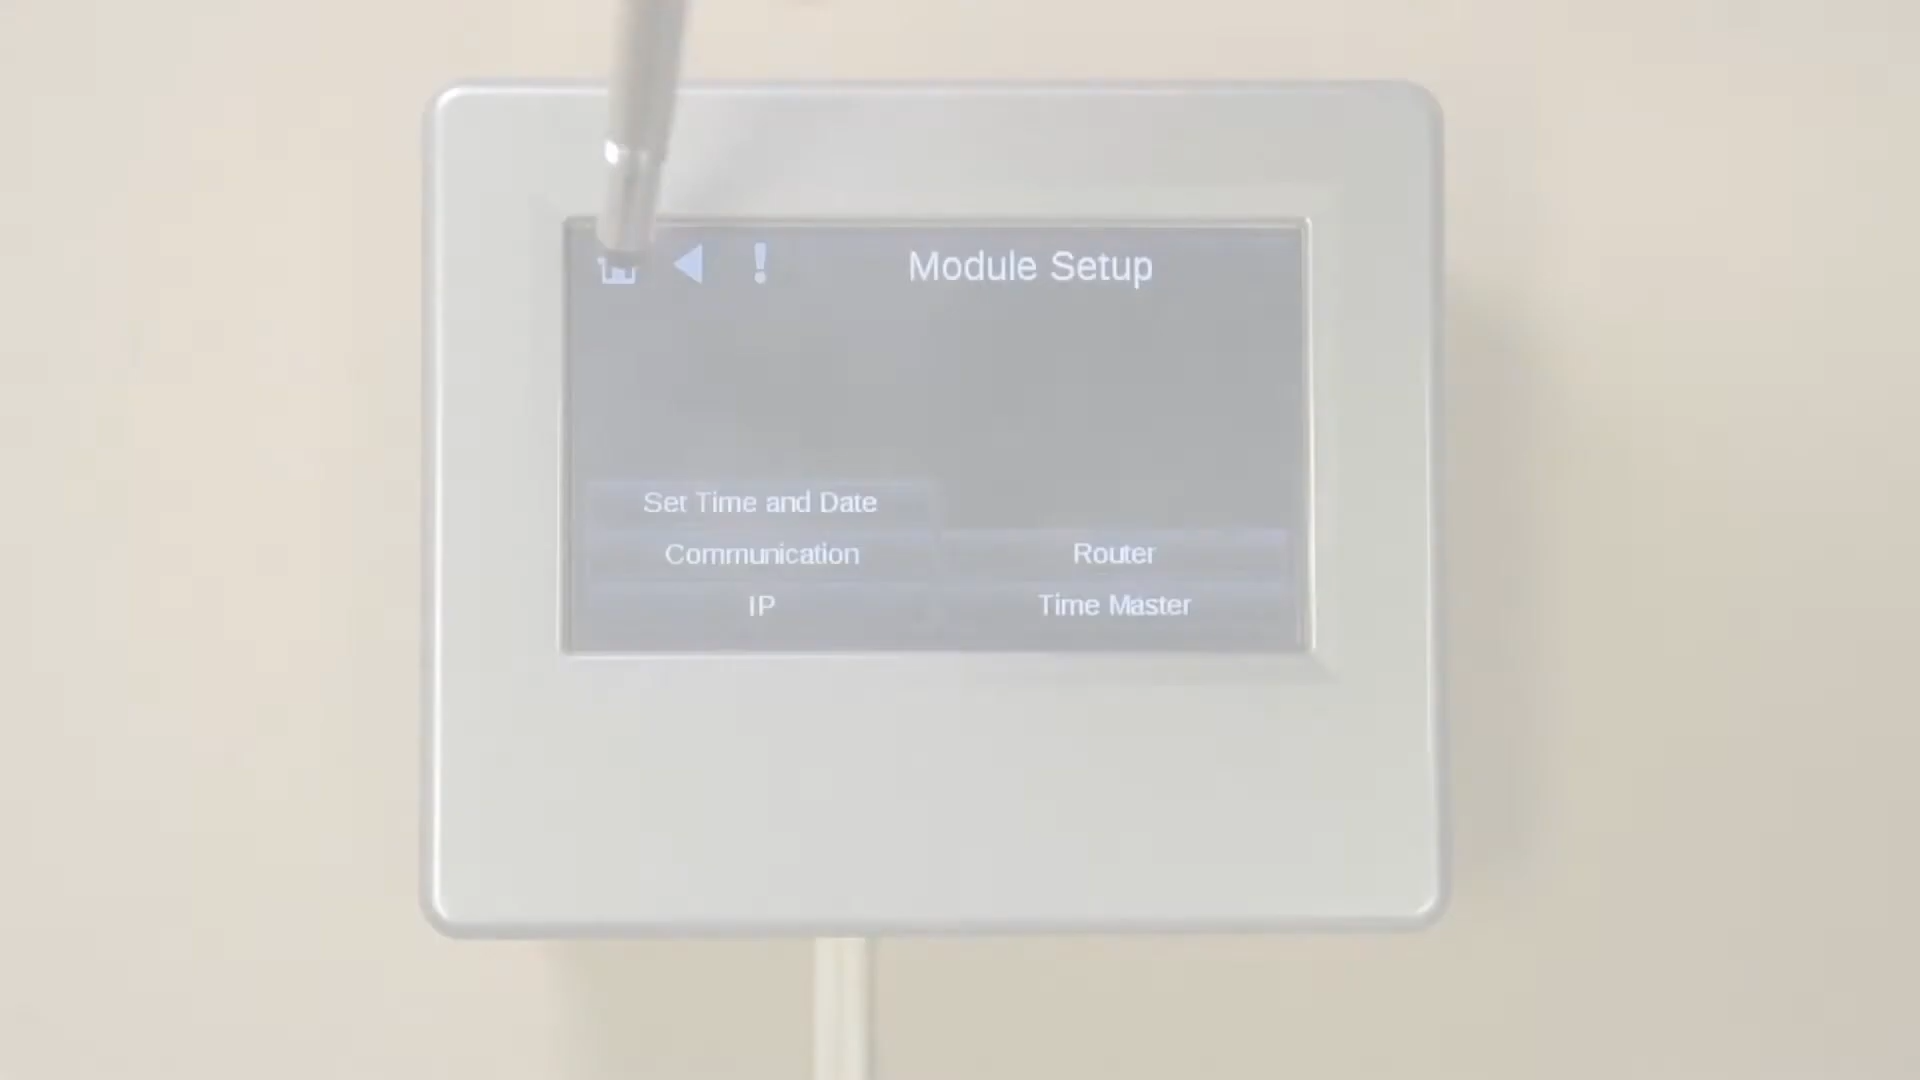 Module Setup
Set Time and Date
Communication
Router
IP
Time Master